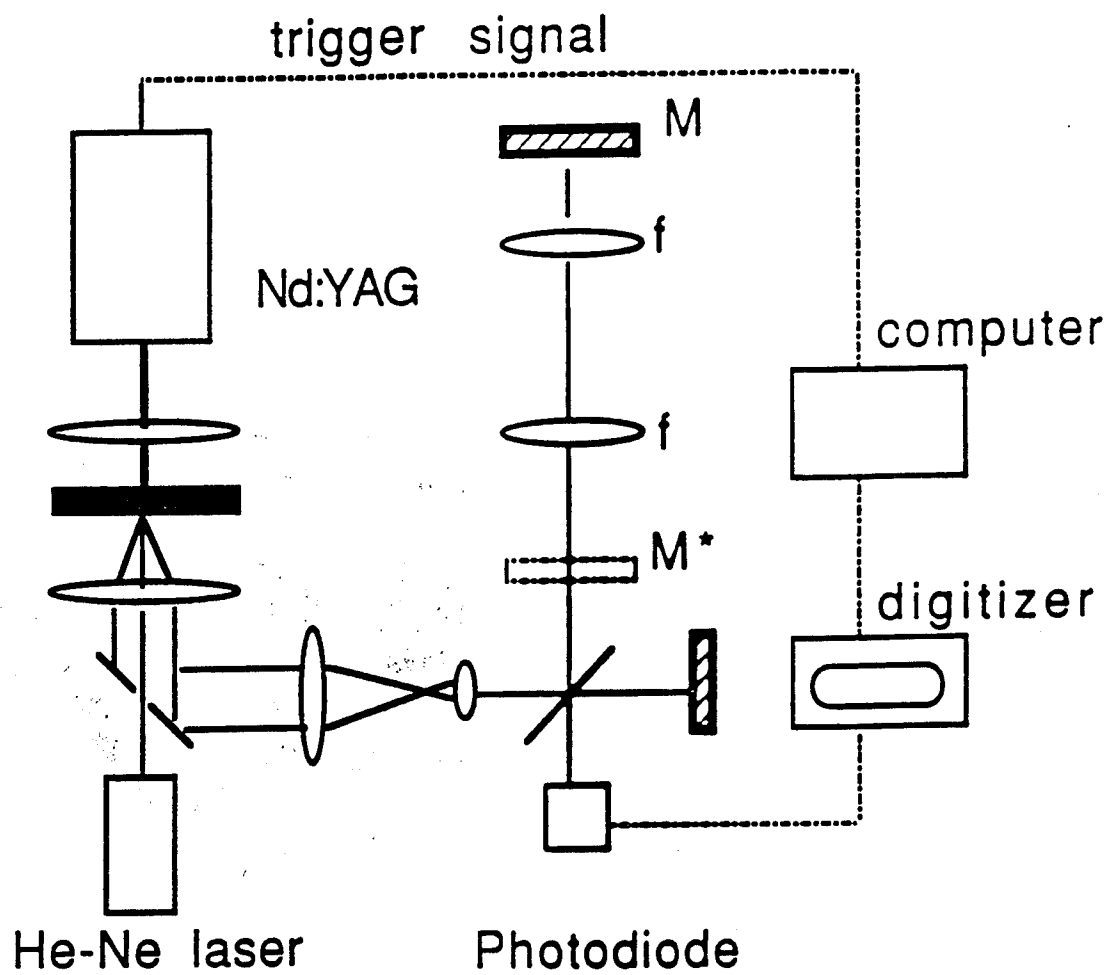 trigger signal
M
f
Nd:YAG
computer
f
M*
digitizer
He-Ne laser
Photodiode